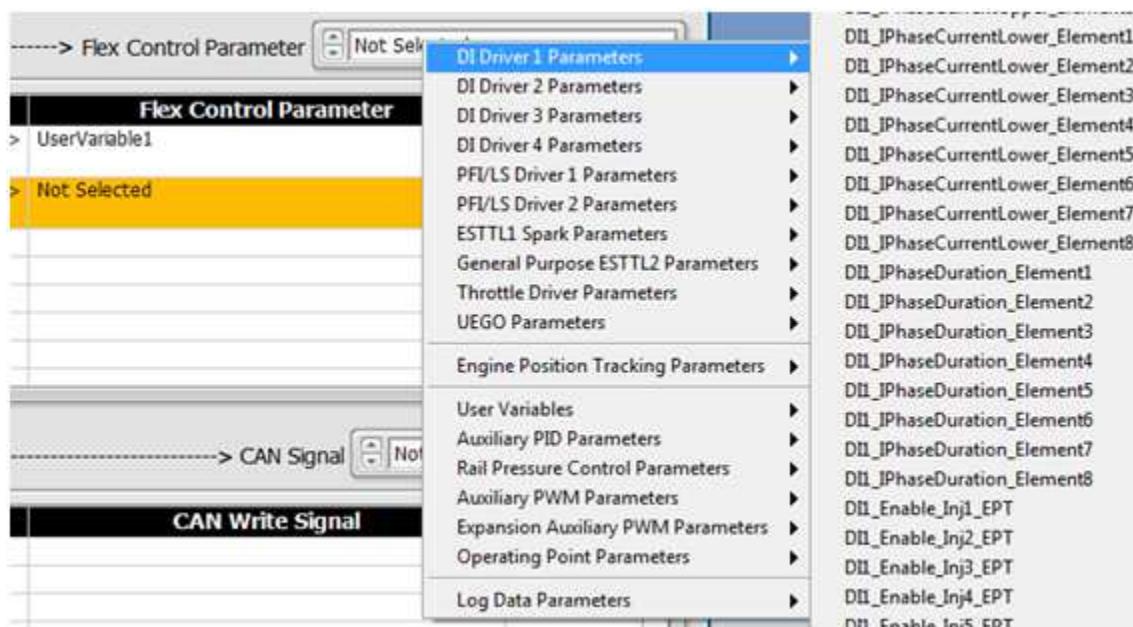 ------> Flex Control Parameter
Not Sel
Flex Control Parameter
> UserVariable1
> Not Selected
---------------------> CAN Signal
Not
CAN Write Signal
DI Driver 1 Parameters
DI Driver 2 Parameters
DI Driver 3 Parameters
DI Driver 4 Parameters
PFI/LS Driver 1 Parameters
PFI/LS Driver 2 Parameters
ESTTL1 Spark Parameters
General Purpose ESTTL2 Parameters
Throttle Driver Parameters
UEGO Parameters
Engine Position Tracking Parameters
User Variables
Auxiliary PID Parameters
Rail Pressure Control Parameters
Auxiliary PWM Parameters
Expansion Auxiliary PWM Parameters
Operating Point Parameters
Log Data Parameters
DI1_IPhaseCurrentLower_Element1
DI1_IPhaseCurrentLower_Element2
DI1_IPhaseCurrentLower_Element3
DI1_IPhaseCurrentLower_Element4
DI1_IPhaseCurrentLower_Element5
DI1_IPhaseCurrentLower_Element6
DI1_IPhaseCurrentLower_Element7
DI1_IPhaseCurrentLower_Element8
DI1_IPhaseDuration_Element1
DI1_IPhaseDuration_Element2
DI1_IPhaseDuration_Element3
DI1_IPhaseDuration_Element4
DI1_IPhaseDuration_Element5
DI1_IPhaseDuration_Element6
DI1_IPhaseDuration_Element7
DI1_IPhaseDuration_Element8
DI1_Enable_Inj1_EPT
DI1_Enable_Inj2_EPT
DI1_Enable_Inj3_EPT
DI1_Enable_Inj4_EPT
DI1_Enable_Inj5_EPT